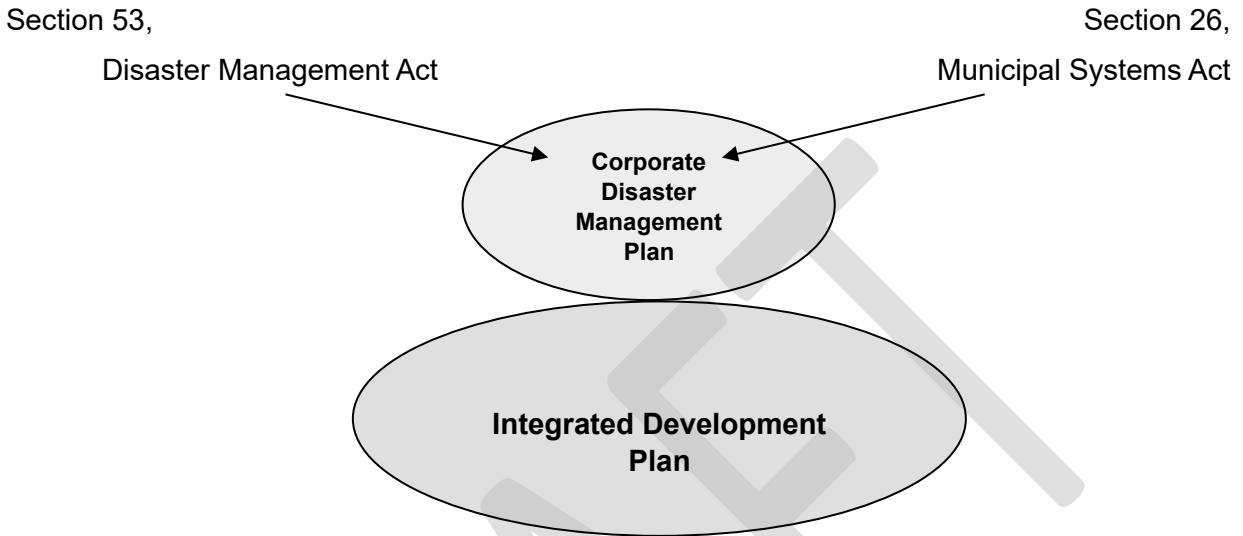 Section 53,
Section 26,
Disaster Management Act
Municipal Systems Act
Corporate
Disaster
Management
Plan
Integrated Development
Plan